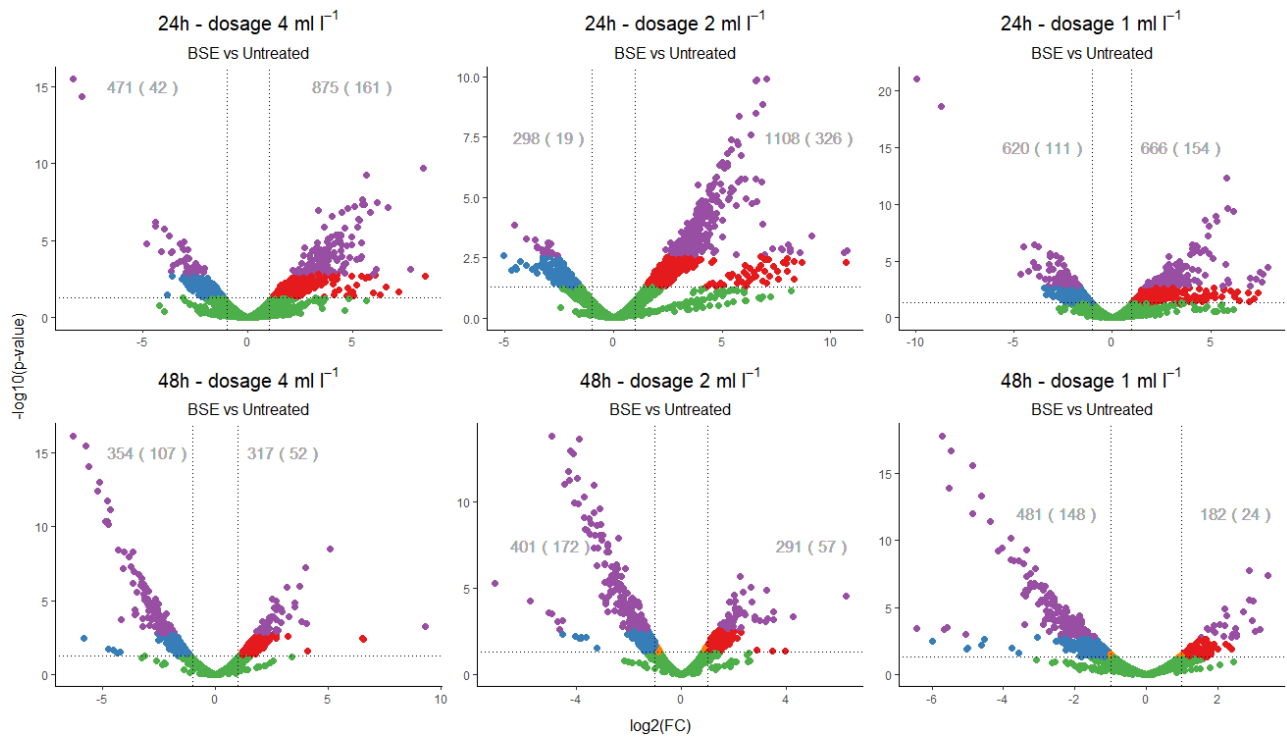 24h - dosage 4 ml l⁻¹
BSE vs Untreated
471 ( 42 )
875 ( 161 )
15
10
5
0
-5
0
5
24h - dosage 2 ml l⁻¹
BSE vs Untreated
298 ( 19 )
1108 ( 326 )
10.0
7.5
5.0
2.5
0.0
-5
0
5
10
24h - dosage 1 ml l⁻¹
BSE vs Untreated
620 ( 111 )
666 ( 154 )
20
15
10
5
0
-10
-5
0
5
-log10(p-value)
48h - dosage 4 ml l⁻¹
BSE vs Untreated
354 ( 107 )
317 ( 52 )
15
10
5
0
-5
0
5
10
48h - dosage 2 ml l⁻¹
BSE vs Untreated
401 ( 172 )
291 ( 57 )
10
5
0
-4
0
4
48h - dosage 1 ml l⁻¹
BSE vs Untreated
481 ( 148 )
182 ( 24 )
15
10
5
0
-6
-4
-2
0
2
log2(FC)